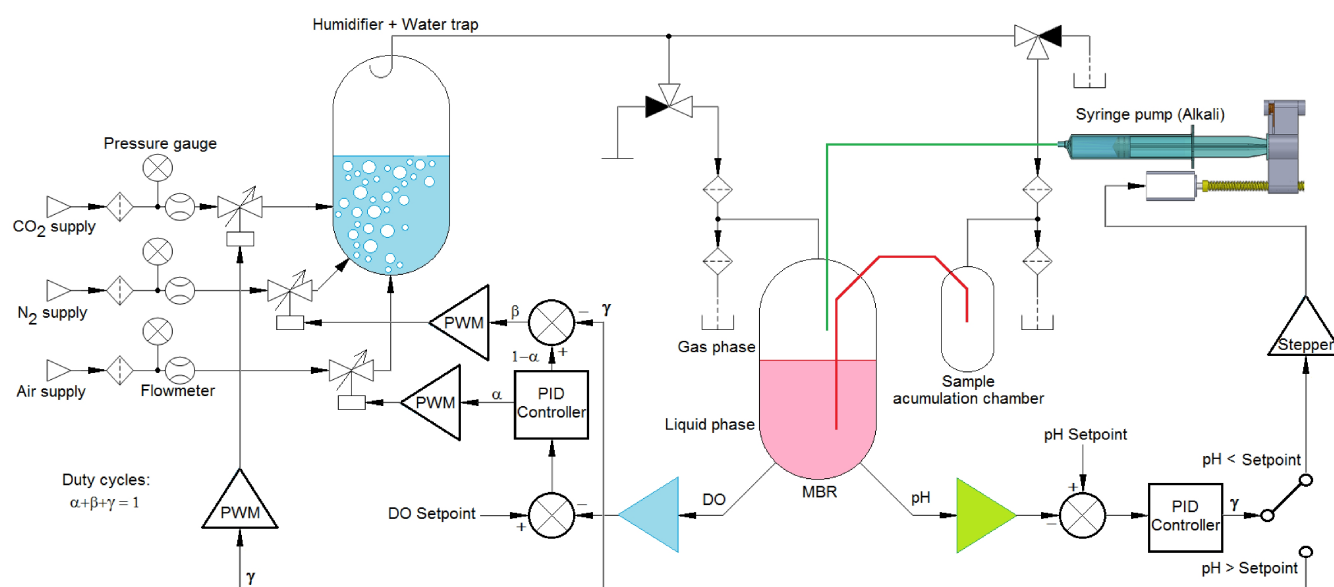 Humidifier + Water trap
Syringe pump (Alkali)
Pressure gauge
CO2 supply
N2 supply
PWM
β
−
γ
+
1−α
Gas phase
Stepper
Air supply
Flowmeter
PWM
α
PID
Controller
Sample
acumulation chamber
Liquid phase
pH Setpoint
pH < Setpoint
Duty cycles:
α+β+γ = 1
PWM
MBR
DO
pH
+
−
PID
Controller
γ
DO Setpoint
+
−
pH > Setpoint
γ